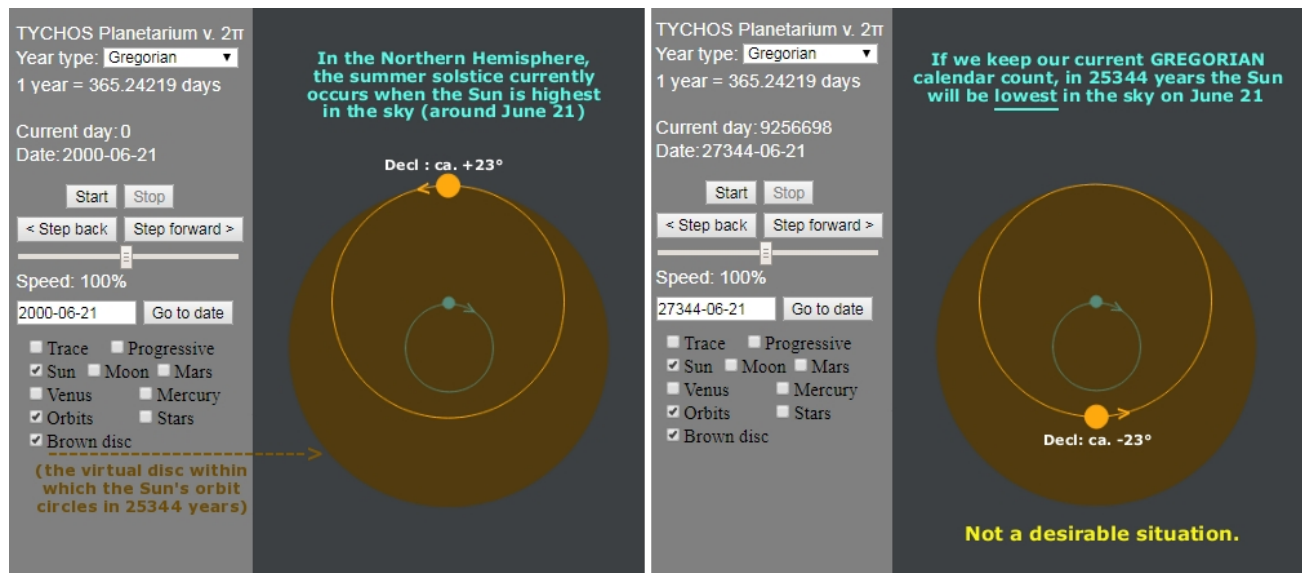 TYCHOS Planetarium v. 2π
Year type: Gregorian
1 year = 365.24219 days
Current day: 0
Date: 2000-06-21
Start Stop
< Step back Step forward >
Speed: 100%
2000-06-21 Go to date
Trace Progressive
Sun Moon Mars
Venus Mercury
Orbits Stars
Brown disc
(the virtual disc within
which the Sun's orbit
circles in 25344 years)
In the Northern Hemisphere,
the summer solstice currently
occurs when the Sun is highest
in the sky (around June 21)
Decl : ca. +23°
TYCHOS Planetarium v. 2π
Year type: Gregorian
1 year = 365.24219 days
Current day: 9256698
Date: 27344-06-21
Start Stop
< Step back Step forward >
Speed: 100%
27344-06-21 Go to date
Trace Progressive
Sun Moon Mars
Venus Mercury
Orbits Stars
Brown disc
If we keep our current GREGORIAN
calendar count, in 25344 years the Sun
will be lowest in the sky on June 21
Decl: ca. -23°
Not a desirable situation.